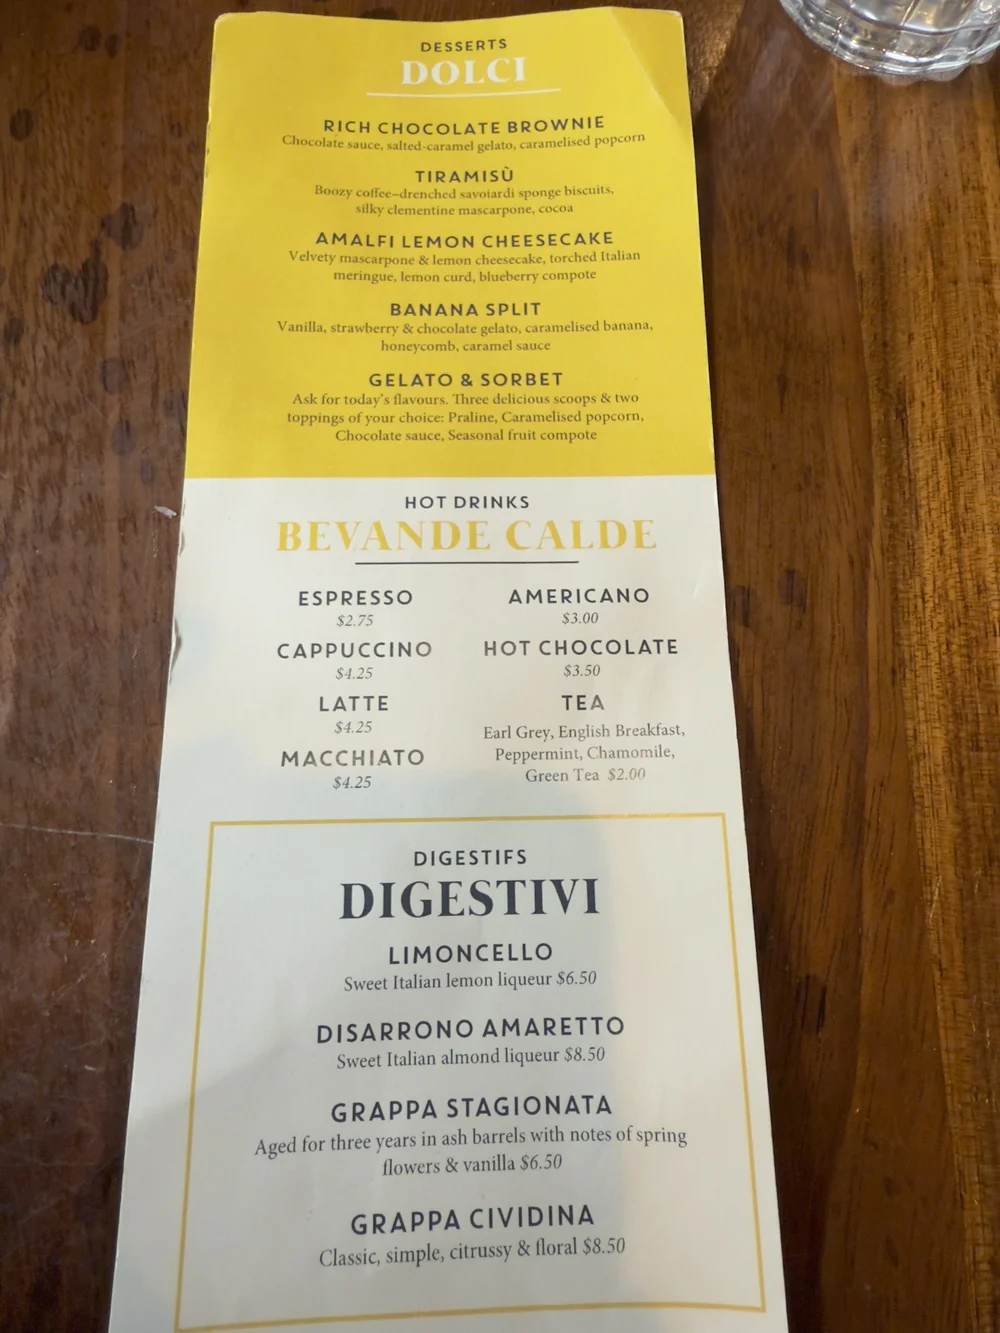 DESSERTS
DOLCI
RICH CHOCOLATE BROWNIE
Chocolate sauce, salted-caramel gelato, caramelised popcorn
TIRAMISÙ
Boozy coffee–drenched savoiardi sponge biscuits,
silky clementine mascarpone, cocoa
AMALFI LEMON CHEESECAKE
Velvety mascarpone & lemon cheesecake, torched Italian
meringue, lemon curd, blueberry compote
BANANA SPLIT
Vanilla, strawberry & chocolate gelato, caramelised banana,
honeycomb, caramel sauce
GELATO & SORBET
Ask for today's flavours. Three delicious scoops & two
toppings of your choice: Praline, Caramelised popcorn,
Chocolate sauce, Seasonal fruit compote
HOT DRINKS
BEVANDE CALDE
ESPRESSO
$2.75
CAPPUCCINO
$4.25
LATTE
$4.25
MACCHIATO
$4.25
AMERICANO
$3.00
HOT CHOCOLATE
$3.50
TEA
Earl Grey, English Breakfast,
Peppermint, Chamomile,
Green Tea $2.00
DIGESTIFS
DIGESTIVI
LIMONCELLO
Sweet Italian lemon liqueur $6.50
DISARRONO AMARETTO
Sweet Italian almond liqueur $8.50
GRAPPA STAGIONATA
Aged for three years in ash barrels with notes of spring
flowers & vanilla $6.50
GRAPPA CIVIDINA
Classic, simple, citrussy & floral $8.50